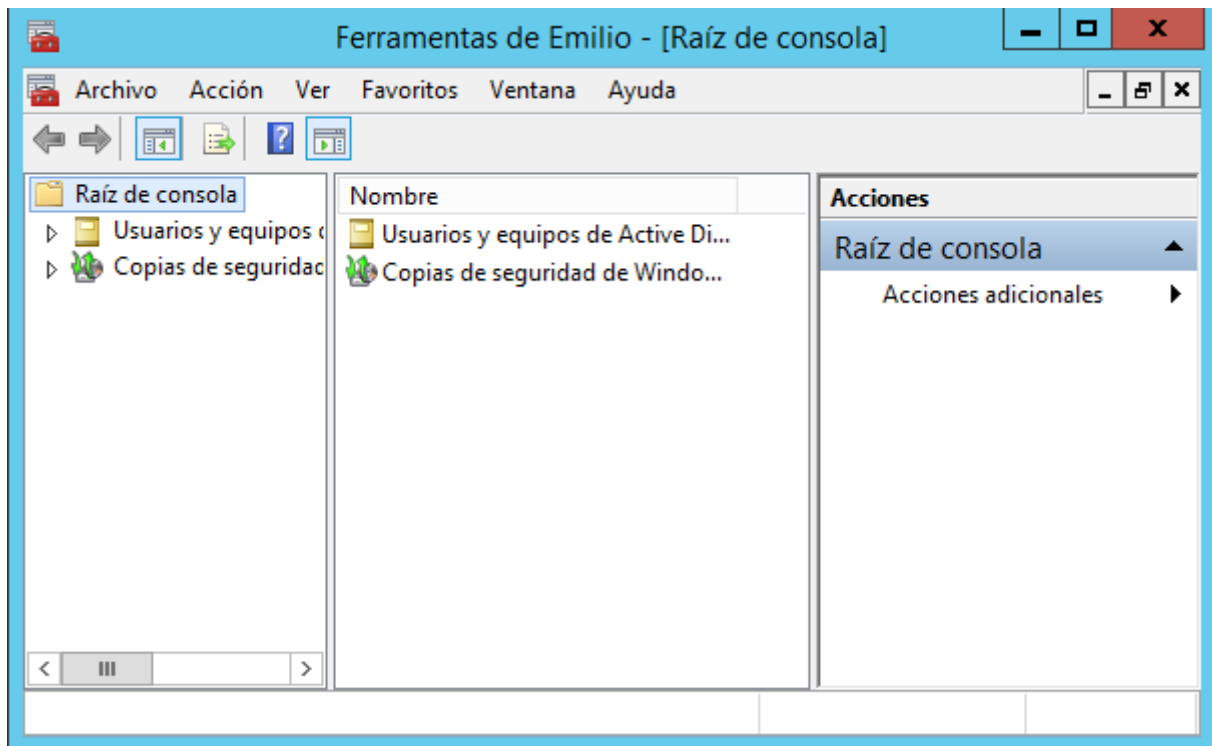 Ferramentas de Emilio - [Raíz de consola]
Archivo Acción Ver Favoritos Ventana Ayuda
Raíz de consola
Usuarios y equipos
Copias de seguridad
Nombre
Usuarios y equipos de Active Di...
Copias de seguridad de Windo...
Acciones
Raíz de consola
Acciones adicionales